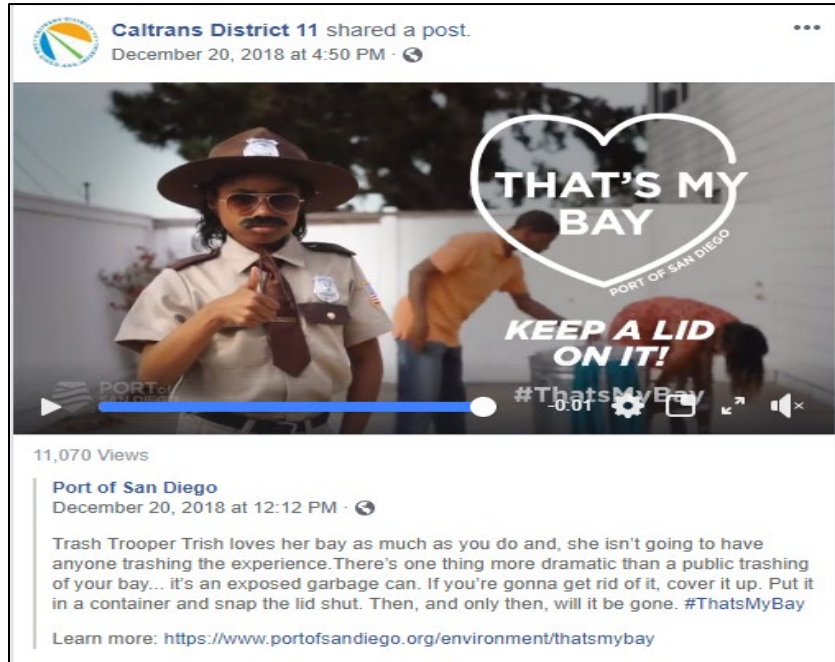 Caltrans District 11 shared a post.
December 20, 2018 at 4:50 PM ·
THAT'S MY
BAY
PORT OF SAN DIEGO
KEEP A LID
ON IT!
#ThatsMyBay
PORT of
SAN DIEGO
-0:01
11,070 Views
Port of San Diego
December 20, 2018 at 12:12 PM ·
Trash Trooper Trish loves her bay as much as you do and, she isn't going to have
anyone trashing the experience.There's one thing more dramatic than a public trashing
of your bay... it's an exposed garbage can. If you're gonna get rid of it, cover it up. Put it
in a container and snap the lid shut. Then, and only then, will it be gone. #ThatsMyBay
Learn more: https://www.portofsandiego.org/environment/thatsmybay